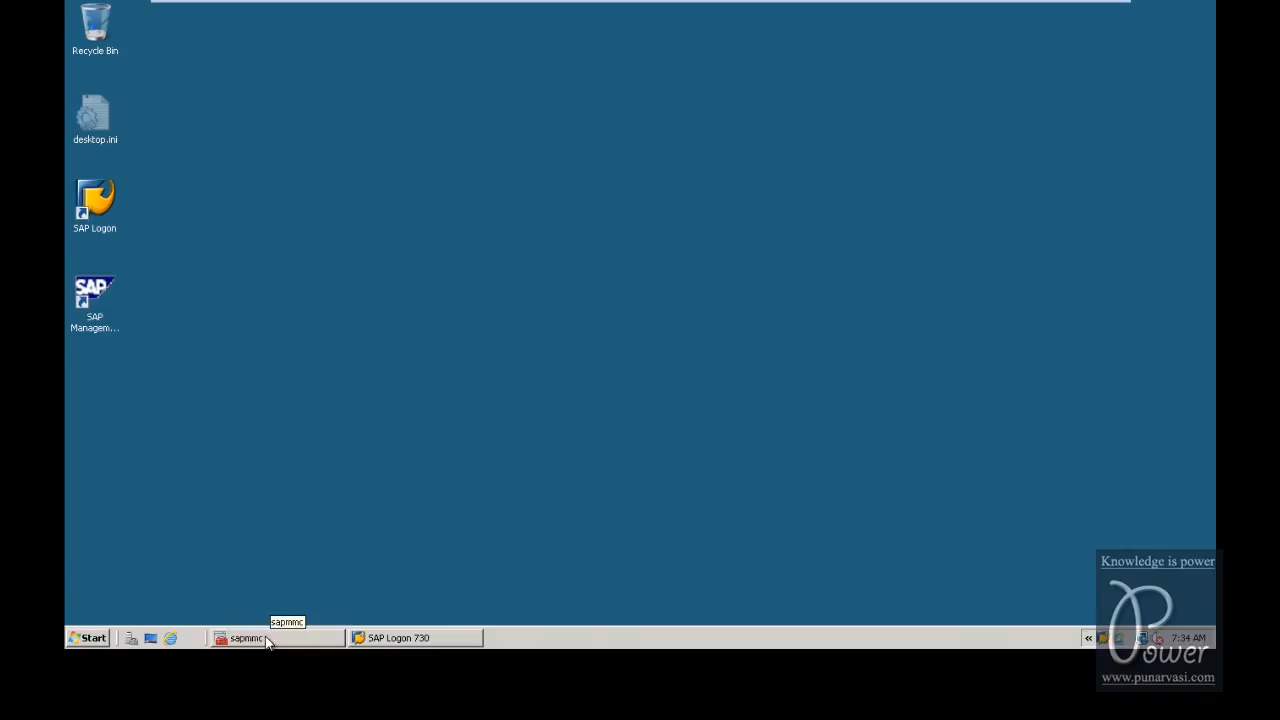 Recycle Bin
desktop.ini
SAP Logon
SAP
SAP
Managem...
sapmmc
Start
sapmmc
SAP Logon 730
«
7:34 AM
Knowledge is power
Power
www.punarvasi.com